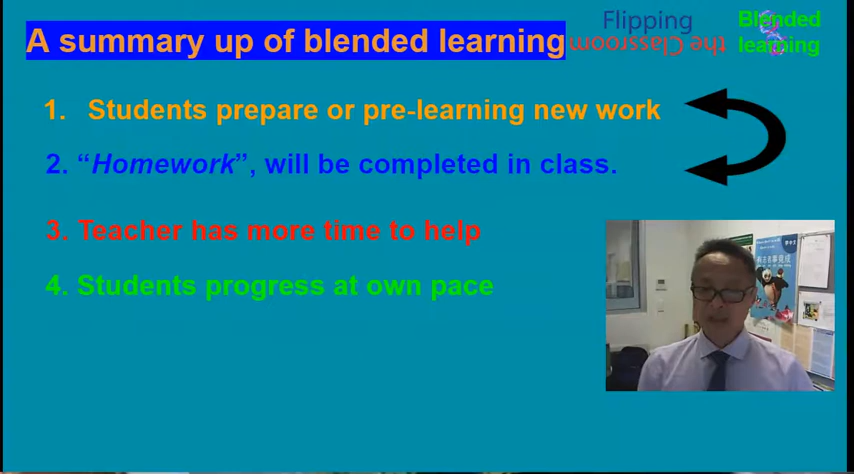 A summary up of blended learning
Flipping
the Classroom
Blended
learning
1. Students prepare or pre-learning new work
2. “Homework”, will be completed in class.
3. Teacher has more time to help
4. Students progress at own pace